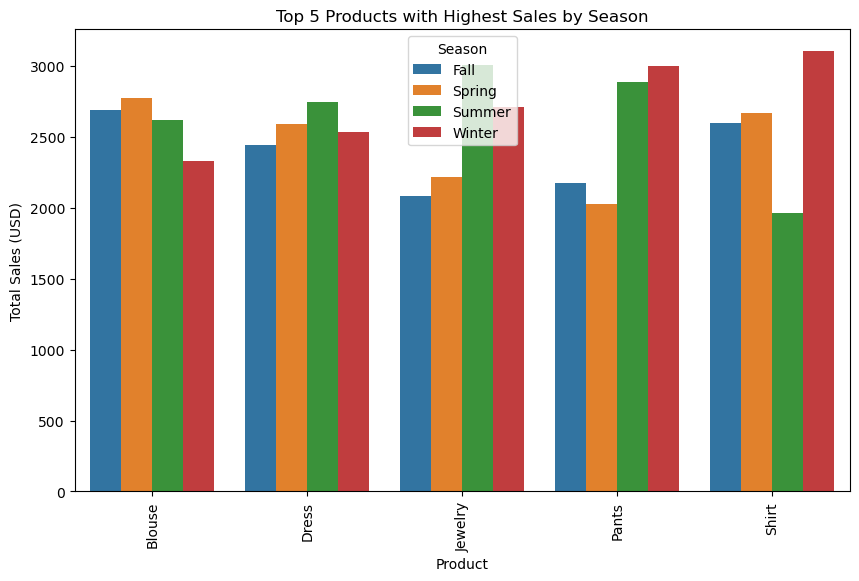 Top 5 Products with Highest Sales by Season
Total Sales (USD)
3000
2500
2000
1500
1000
500
0
Season
Fall
Spring
Summer
Winter
Blouse
Dress
Jewelry
Pants
Shirt
Product